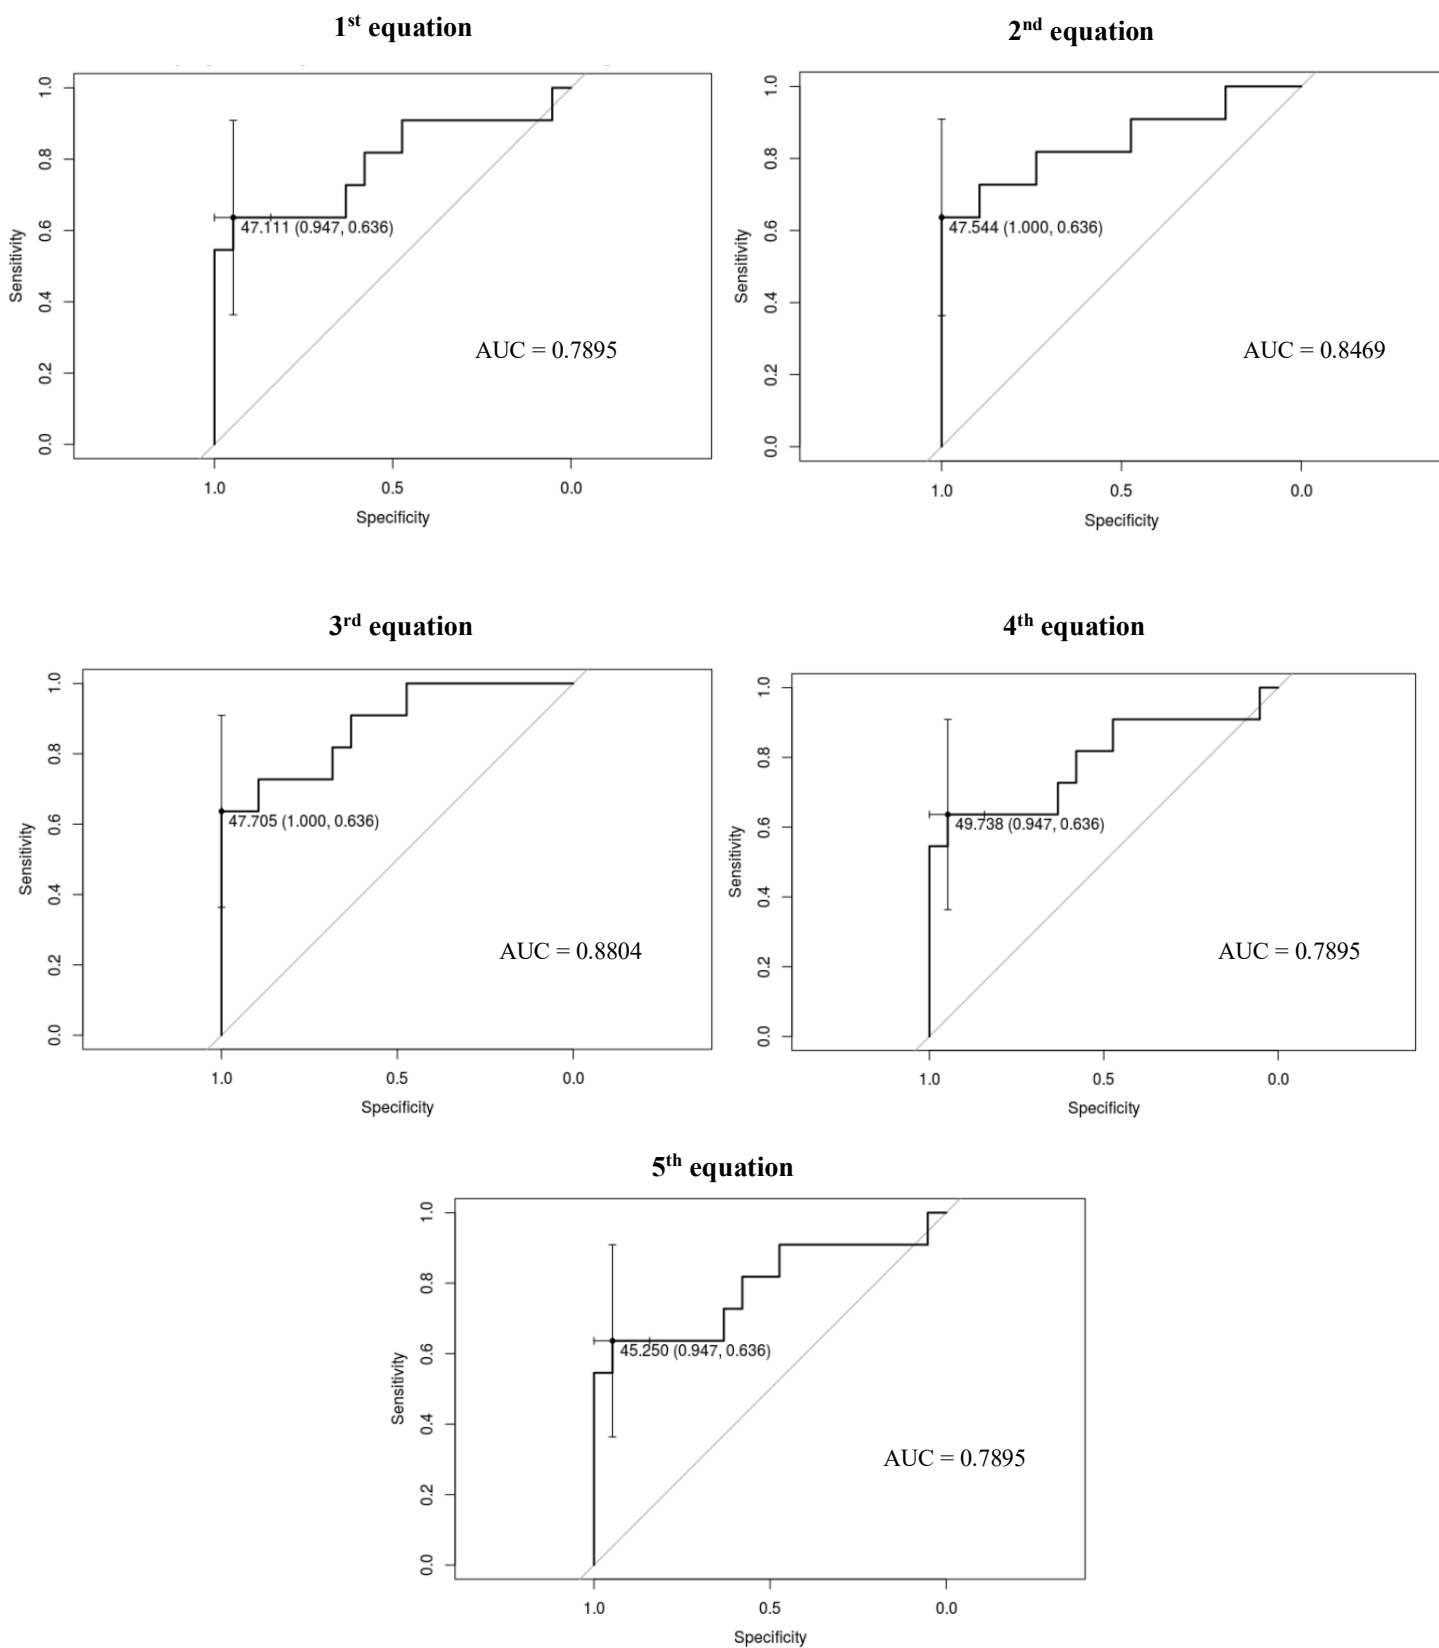 1st equation
1.0
0.8
0.6
0.4
0.2
0.0
Sensitivity
47.111 (0.947, 0.636)
AUC = 0.7895
1.0 0.5 0.0
Specificity
2nd equation
1.0
0.8
0.6
0.4
0.2
0.0
Sensitivity
47.544 (1.000, 0.636)
AUC = 0.8469
1.0 0.5 0.0
Specificity
3rd equation
1.0
0.8
0.6
0.4
0.2
0.0
Sensitivity
47.705 (1.000, 0.636)
AUC = 0.8804
1.0 0.5 0.0
Specificity
4th equation
1.0
0.8
0.6
0.4
0.2
0.0
Sensitivity
49.738 (0.947, 0.636)
AUC = 0.7895
1.0 0.5 0.0
Specificity
5th equation
1.0
0.8
0.6
0.4
0.2
0.0
Sensitivity
45.250 (0.947, 0.636)
AUC = 0.7895
1.0 0.5 0.0
Specificity